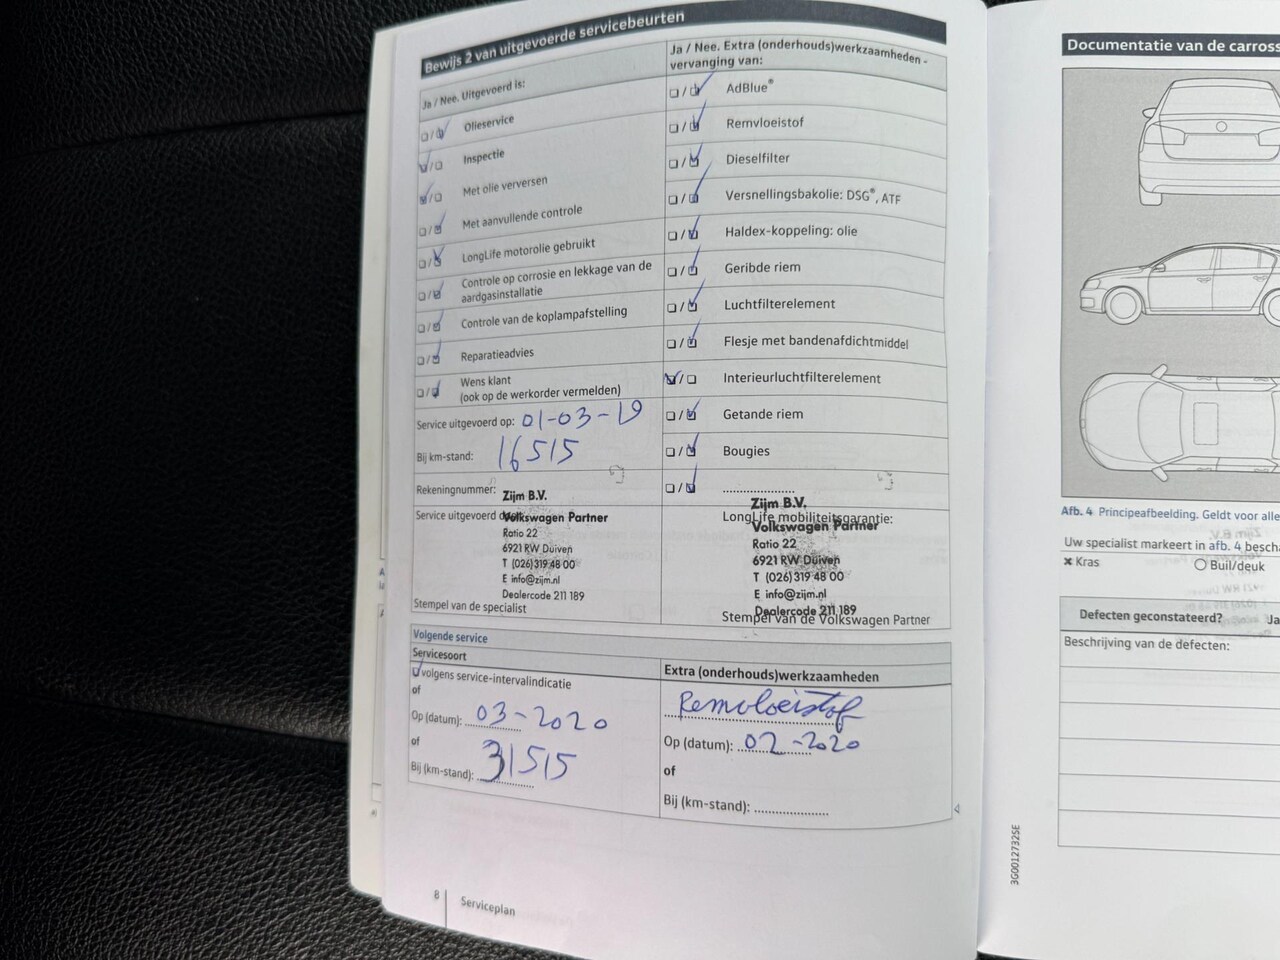 Bewijs 2 van uitgevoerde servicebeurten
Ja / Nee. Uitgevoerd is:
Olieservice
Inspectie
Met olie verversen
Met aanvullende controle
LongLife motorolie gebruikt
Controle op corrosie en lekkage van de
aardgasinstallatie
Controle van de koplampafstelling
Reparatieadvies
Wens klant
(ook op de werkorder vermelden)
Service uitgevoerd op: 01-03-19
Bij km-stand: 16515
Rekeningnummer:
Zijm B.V.
Service uitgevoerd
Volkswagen Partner
Ratio 22
6921 RW Duiven
T (026) 319 48 00
E info@zijm.nl
Dealercode 211 189
Stempel van de specialist
Ja / Nee. Extra (onderhouds)werkzaamheden -
vervanging van:
AdBlue®
Remvloeistof
Dieselfilter
Versnellingsbakolie: DSG®, ATF
Haldex-koppeling: olie
Geribde riem
Luchtfilterelement
Flesje met bandenafdichtmiddel
Interieurluchtfilterelement
Getande riem
Bougies
....................
Zijm B.V.
LongLife mobiliteitsgarantie:
Volkswagen Partner
Ratio 22
6921 RW Duiven
T (026) 319 48 00
E info@zijm.nl
Dealercode 211 189
Stempel van de Volkswagen Partner
Volgende service
Servicesoort
volgens service-intervalindicatie
of
Op (datum): 03-2020
of
Bij (km-stand): 31515
Extra (onderhouds)werkzaamheden
Remvloeistof
Op (datum): 02-2020
of
Bij (km-stand): ....................
8
Serviceplan
Documentatie van de carross
Afb. 4 Principeafbeelding. Geldt voor alle
Uw specialist markeert in afb. 4 bescha
× Kras
Buil/deuk
Defecten geconstateerd?
Ja
Beschrijving van de defecten:
3G0012732SE